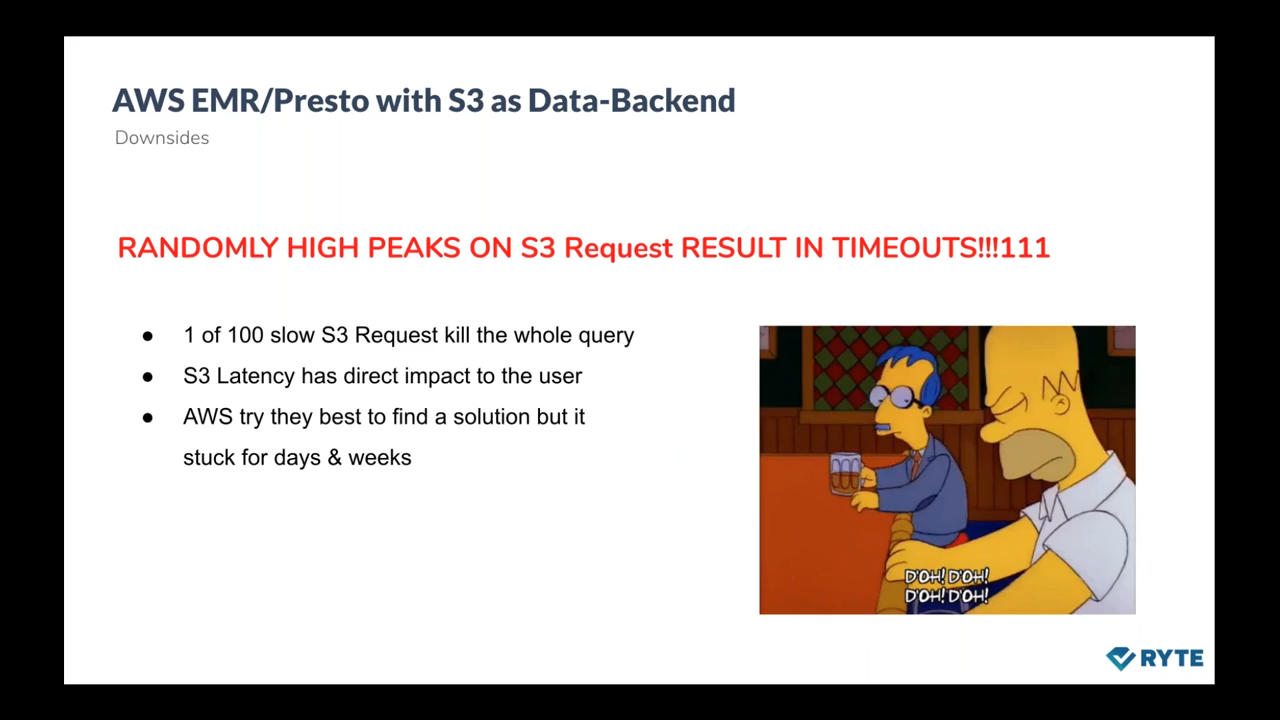 AWS EMR/Presto with S3 as Data-Backend
Downsides
RANDOMLY HIGH PEAKS ON S3 Request RESULT IN TIMEOUTS!!!111
● 1 of 100 slow S3 Request kill the whole query
● S3 Latency has direct impact to the user
● AWS try they best to find a solution but it
stuck for days & weeks
D'OH! D'OH!
D'OH! D'OH!
RYTE